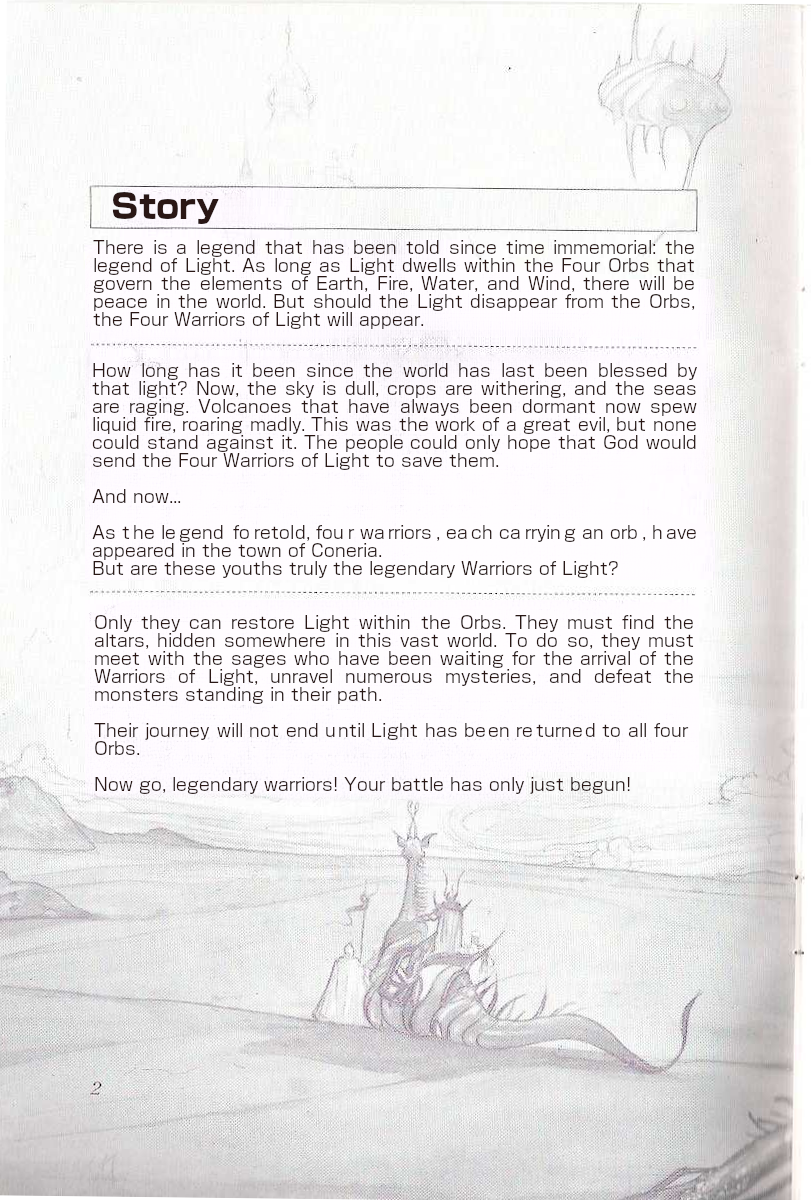 Story
There is a legend that has been told since time immemorial: the
legend of Light. As long as Light dwells within the Four Orbs that
govern the elements of Earth, Fire, Water, and Wind, there will be
peace in the world. But should the Light disappear from the Orbs,
the Four Warriors of Light will appear.
How long has it been since the world has last been blessed by
that light? Now, the sky is dull, crops are withering, and the seas
are raging. Volcanoes that have always been dormant now spew
liquid fire, roaring madly. This was the work of a great evil, but none
could stand against it. The people could only hope that God would
send the Four Warriors of Light to save them.
And now...
As the legend foretold, four warriors, each carrying an orb, have
appeared in the town of Coneria.
But are these youths truly the legendary Warriors of Light?
Only they can restore Light within the Orbs. They must find the
altars, hidden somewhere in this vast world. To do so, they must
meet with the sages who have been waiting for the arrival of the
Warriors of Light, unravel numerous mysteries, and defeat the
monsters standing in their path.
Their journey will not end until Light has been returned to all four
Orbs.
Now go, legendary warriors! Your battle has only just begun!
2